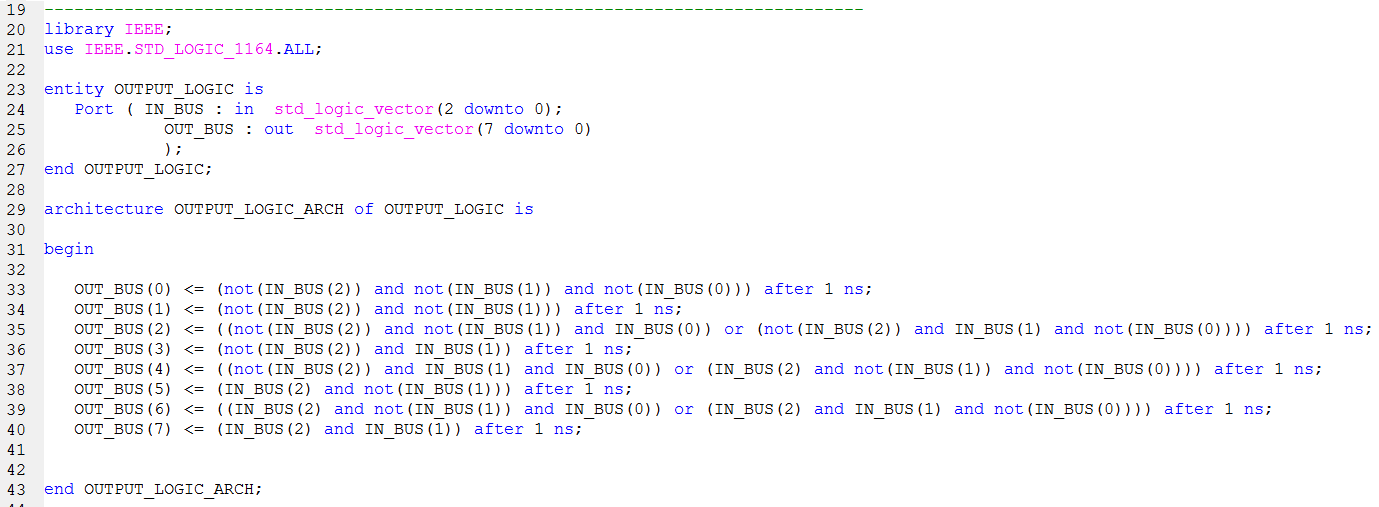 19 ----------------------------------------------------------------------------------
20 library IEEE;
21 use IEEE.STD_LOGIC_1164.ALL;
22
23 entity OUTPUT_LOGIC is
24    Port ( IN_BUS : in  std_logic_vector(2 downto 0);
25             OUT_BUS : out  std_logic_vector(7 downto 0)
26             );
27 end OUTPUT_LOGIC;
28
29 architecture OUTPUT_LOGIC_ARCH of OUTPUT_LOGIC is
30
31 begin
32
33    OUT_BUS(0) <= (not(IN_BUS(2)) and not(IN_BUS(1)) and not(IN_BUS(0))) after 1 ns;
34    OUT_BUS(1) <= (not(IN_BUS(2)) and not(IN_BUS(1))) after 1 ns;
35    OUT_BUS(2) <= ((not(IN_BUS(2)) and not(IN_BUS(1)) and IN_BUS(0)) or (not(IN_BUS(2)) and IN_BUS(1) and not(IN_BUS(0)))) after 1 ns;
36    OUT_BUS(3) <= (not(IN_BUS(2)) and IN_BUS(1)) after 1 ns;
37    OUT_BUS(4) <= ((not(IN_BUS(2)) and IN_BUS(1) and IN_BUS(0)) or (IN_BUS(2) and not(IN_BUS(1)) and not(IN_BUS(0)))) after 1 ns;
38    OUT_BUS(5) <= (IN_BUS(2) and not(IN_BUS(1))) after 1 ns;
39    OUT_BUS(6) <= ((IN_BUS(2) and not(IN_BUS(1)) and IN_BUS(0)) or (IN_BUS(2) and IN_BUS(1) and not(IN_BUS(0)))) after 1 ns;
40    OUT_BUS(7) <= (IN_BUS(2) and IN_BUS(1)) after 1 ns;
41
42
43 end OUTPUT_LOGIC_ARCH;